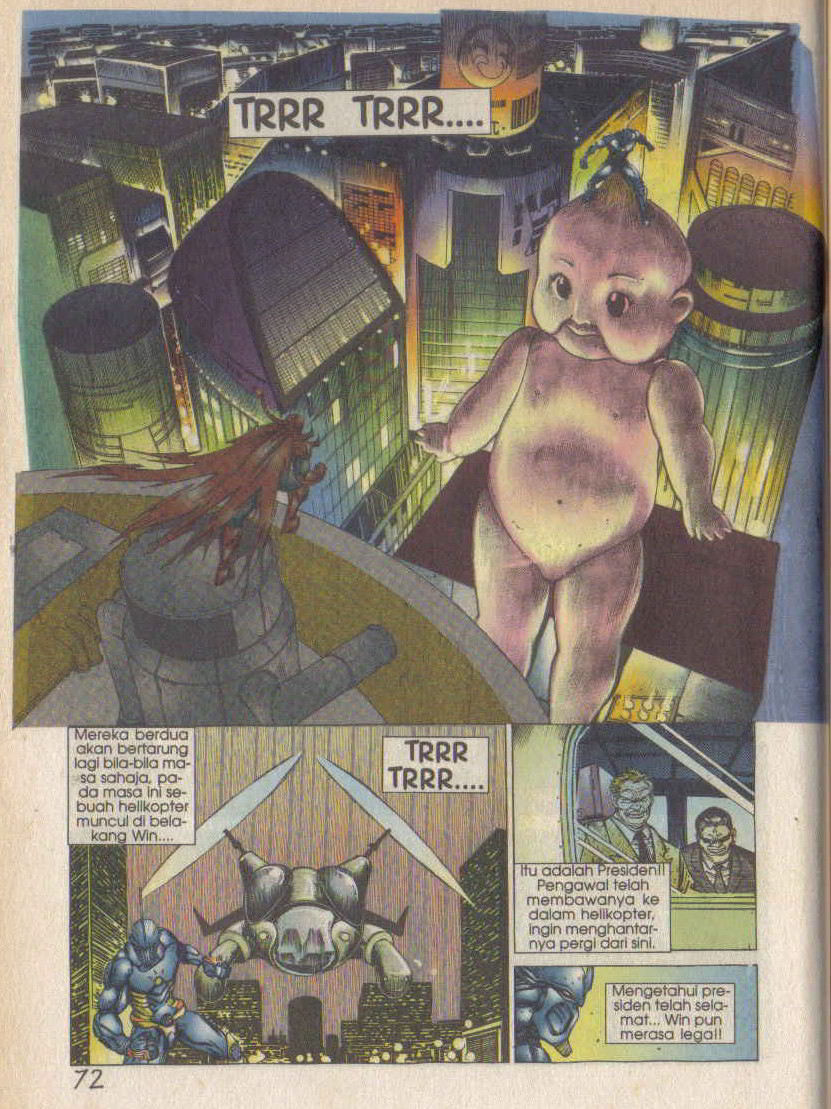 TRRR TRRR....
Mereka berdua
akan bertarung
lagi bila-bila ma-
sa sahaja, pa-
da masa ini se-
buah helikopter
muncul di bela-
kang Win....
TRRR
TRRR....
Itu adalah Presiden!!
Pengawal telah
membawanya ke
dalam helikopter,
ingin menghantar-
nya pergi dari sini.
Mengetahui pre-
siden telah sela-
mat... Win pun
merasa lega!!
72